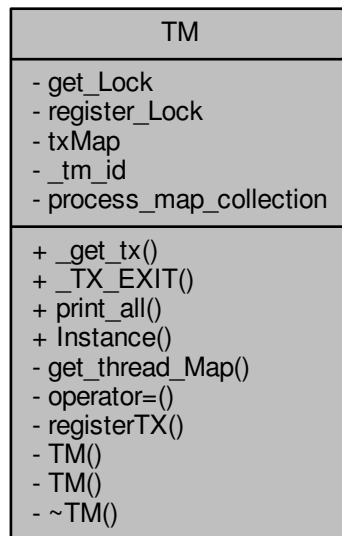 TM
- get_Lock
- register_Lock
- txMap
- _tm_id
- process_map_collection
+ _get_tx()
+ _TX_EXIT()
+ print_all()
+ Instance()
- get_thread_Map()
- operator=()
- registerTX()
- TM()
- TM()
- ~TM()